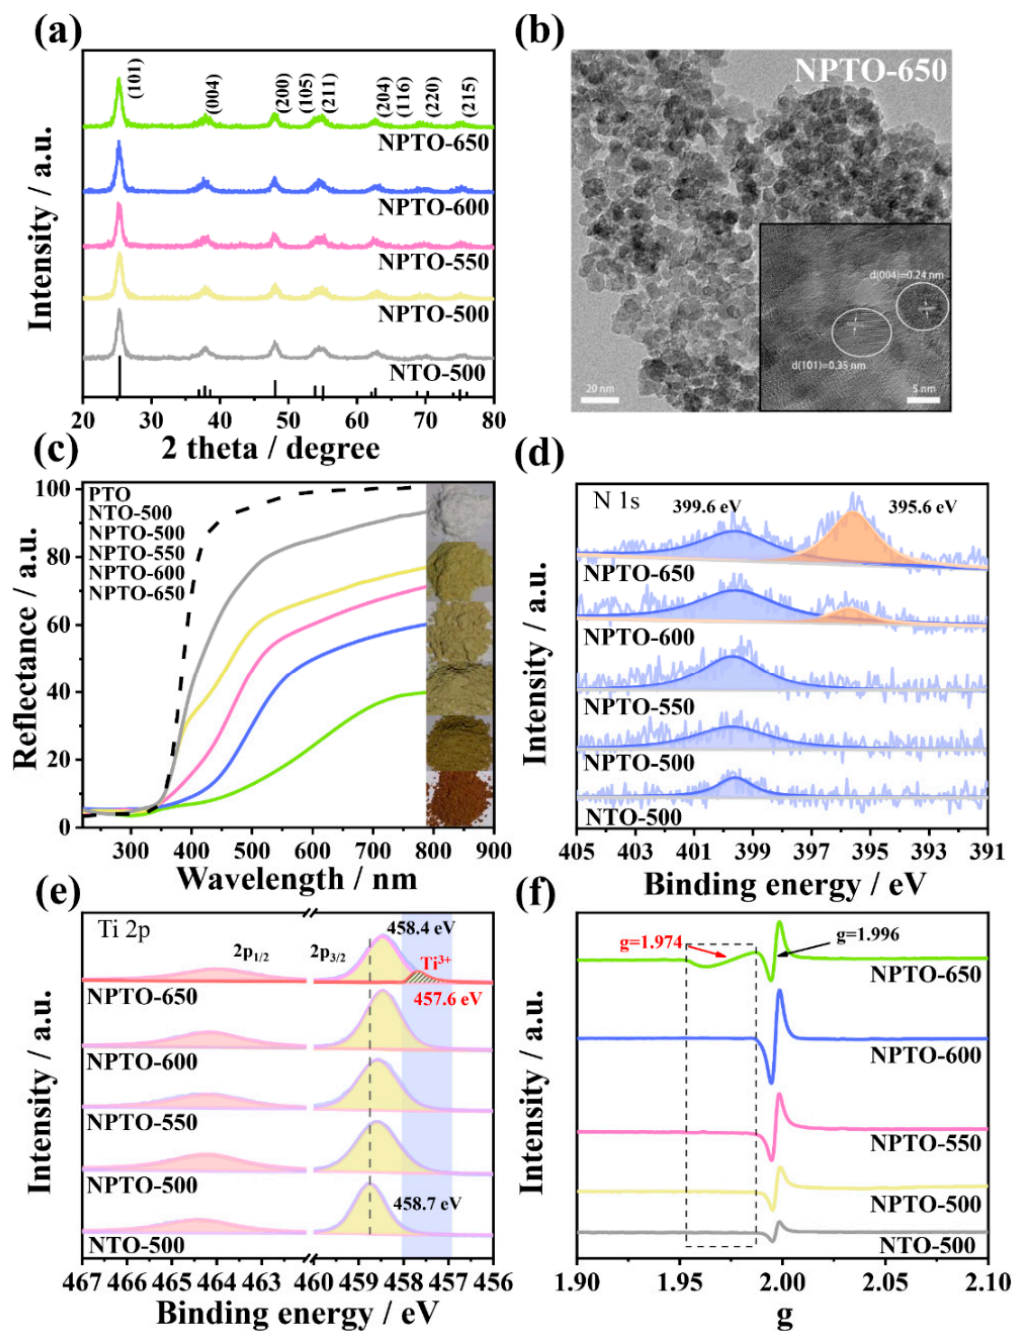 (a)
(101)
(004)
(200)
(105)
(211)
(204)
(116)
(220)
(215)
NPTO-650
NPTO-600
NPTO-550
NPTO-500
NTO-500
Intensity / a.u.
20 30 40 50 60 70 80
2 theta / degree
(b)
NPTO-650
d(004)=0.24 nm
d(101)=0.35 nm
20 nm
5 nm
(c)
100
80
60
40
20
0
PTO
NTO-500
NPTO-500
NPTO-550
NPTO-600
NPTO-650
Reflectance / a.u.
300 400 500 600 700 800 900
Wavelength / nm
(d)
N 1s
399.6 eV
395.6 eV
NPTO-650
NPTO-600
NPTO-550
NPTO-500
NTO-500
Intensity / a.u.
405 403 401 399 397 395 393 391
Binding energy / eV
(e)
Ti 2p
2p1/2
2p3/2
458.4 eV
Ti³⁺
457.6 eV
NPTO-650
NPTO-600
NPTO-550
NPTO-500
458.7 eV
NTO-500
Intensity / a.u.
467 466 465 464 463 462 460 459 458 457 456
Binding energy / eV
(f)
g=1.974
g=1.996
NPTO-650
NPTO-600
NPTO-550
NPTO-500
NTO-500
Intensity / a.u.
1.90 1.95 2.00 2.05 2.10
g